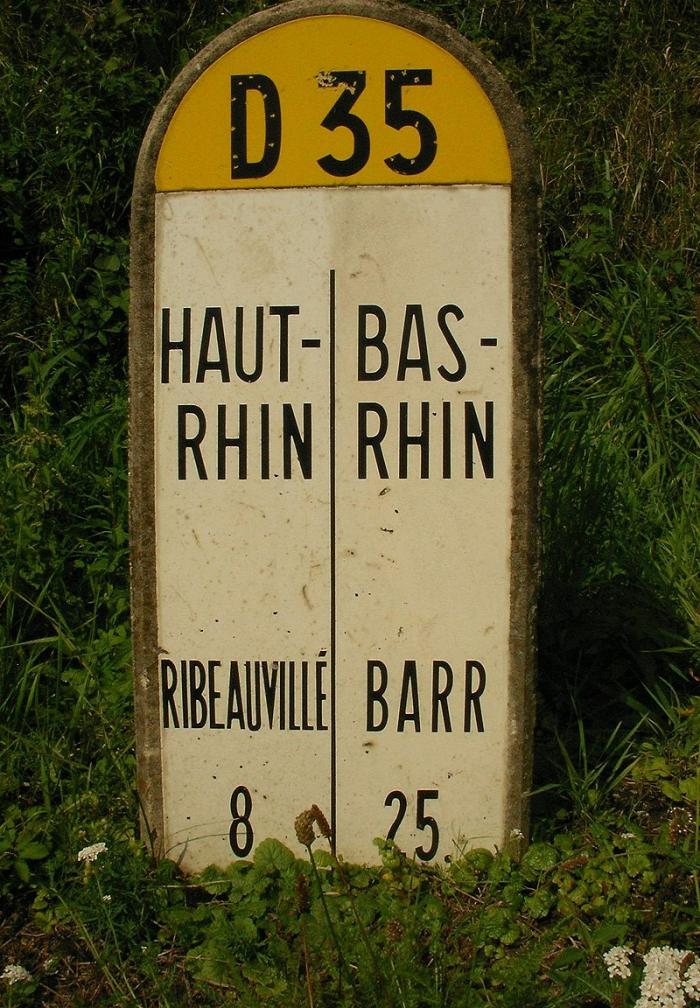 D 35
HAUT-
RHIN
BAS-
RHIN
RIBEAUVILLÉ
8
BARR
25